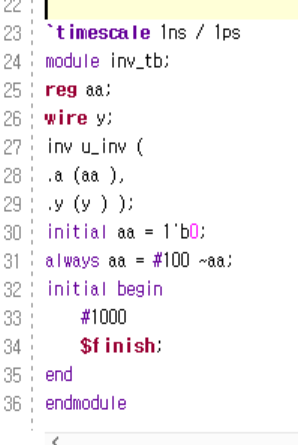 22
23 `timescale 1ns / 1ps
24 module inv_tb;
25 reg aa;
26 wire y;
27 inv u_inv (
28 .a (aa ),
29 .y (y ) );
30 initial aa = 1'b0;
31 always aa = #100 ~aa;
32 initial begin
33 #1000
34 $finish;
35 end
36 endmodule